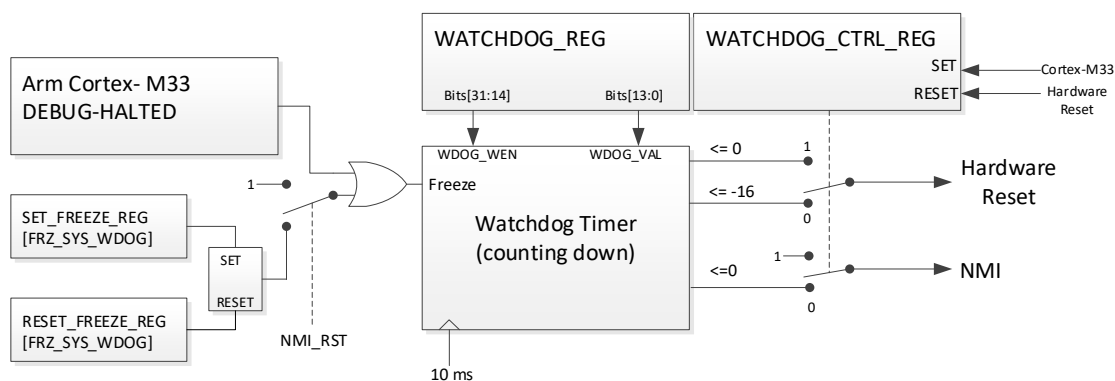 WATCHDOG_REG
Bits[31:14]
Bits[13:0]
WATCHDOG_CTRL_REG
SET
RESET
Cortex-M33
Hardware
Reset
Arm Cortex- M33
DEBUG-HALTED
1
SET_FREEZE_REG
[FRZ_SYS_WDOG]
SET
RESET
RESET_FREEZE_REG
[FRZ_SYS_WDOG]
NMI_RST
WDOG_WEN
WDOG_VAL
Freeze
Watchdog Timer
(counting down)
10 ms
<= 0
1
<= -16
0
Hardware
Reset
<=0
1
0
NMI